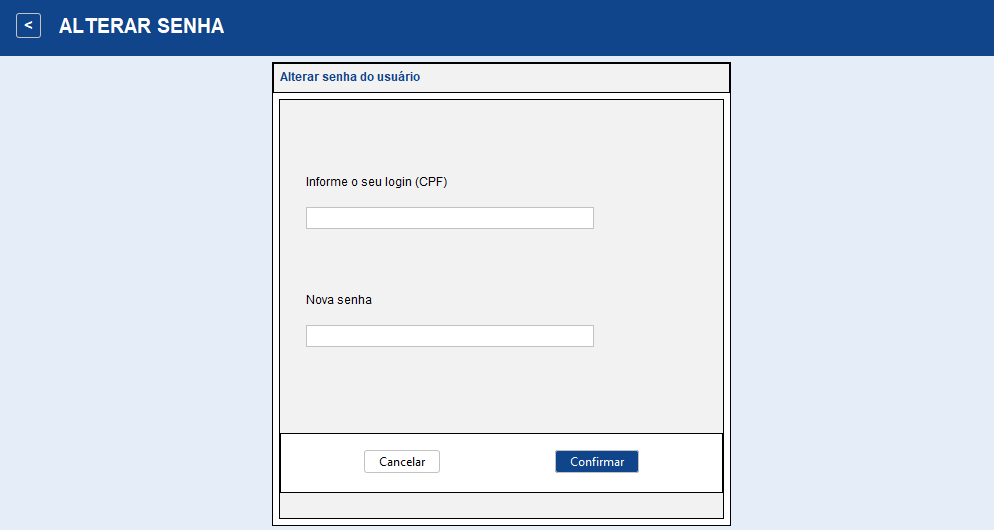 < ALTERAR SENHA
Alterar senha do usuário
Informe o seu login (CPF)
Nova senha
Cancelar Confirmar